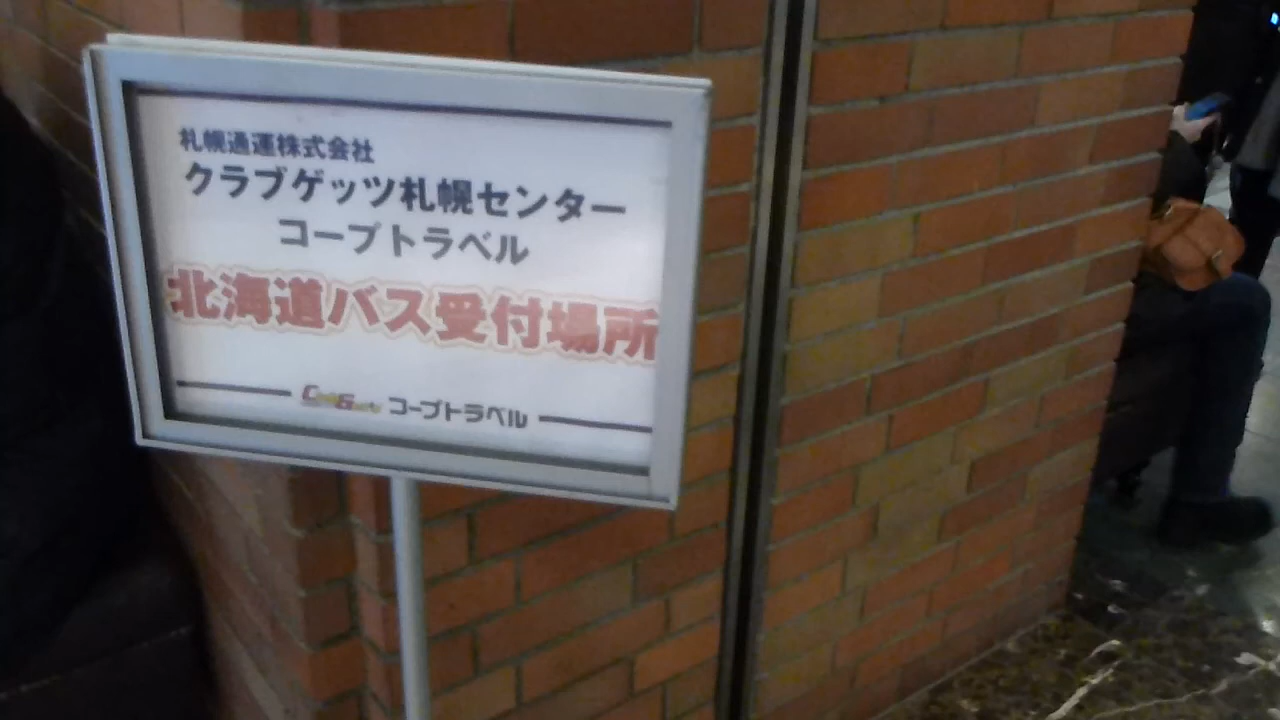 札幌通運株式会社
クラブゲッツ札幌センター
コープトラベル
北海道バス受付場所
コープトラベル